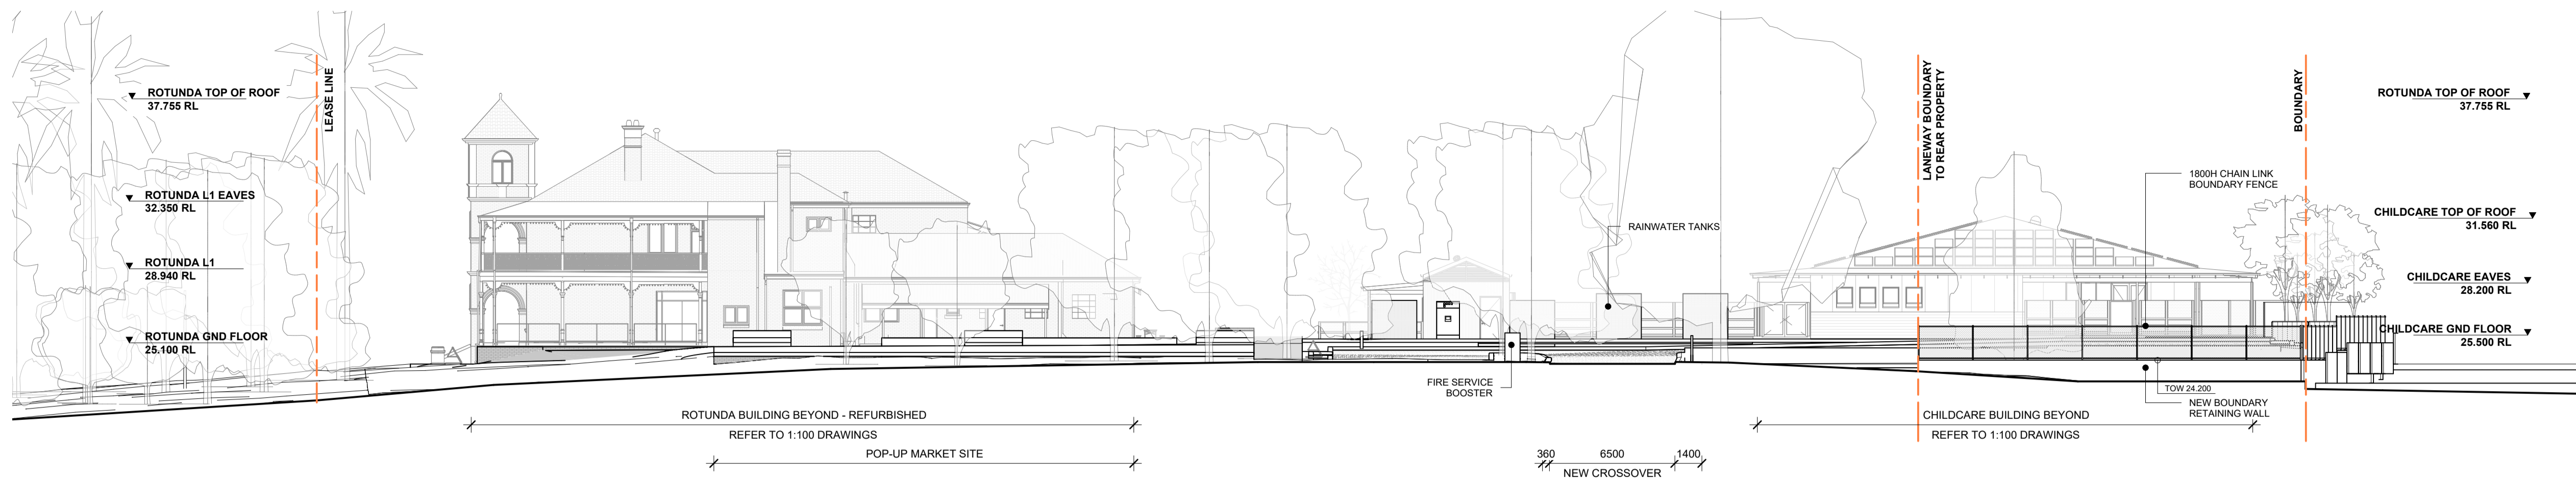 ROTUNDA TOP OF ROOF
37.755 RL
LEASE LINE
ROTUNDA L1 EAVES
32.350 RL
ROTUNDA L1
28.940 RL
ROTUNDA GND FLOOR
25.100 RL
ROTUNDA BUILDING BEYOND - REFURBISHED
REFER TO 1:100 DRAWINGS
POP-UP MARKET SITE
RAINWATER TANKS
FIRE SERVICE
BOOSTER
360
6500
1400
NEW CROSSOVER
LANEWAY BOUNDARY
TO REAR PROPERTY
BOUNDARY
1800H CHAIN LINK
BOUNDARY FENCE
TOW 24.200
NEW BOUNDARY
RETAINING WALL
CHILDCARE BUILDING BEYOND
REFER TO 1:100 DRAWINGS
ROTUNDA TOP OF ROOF
37.755 RL
CHILDCARE TOP OF ROOF
31.560 RL
CHILDCARE EAVES
28.200 RL
CHILDCARE GND FLOOR
25.500 RL